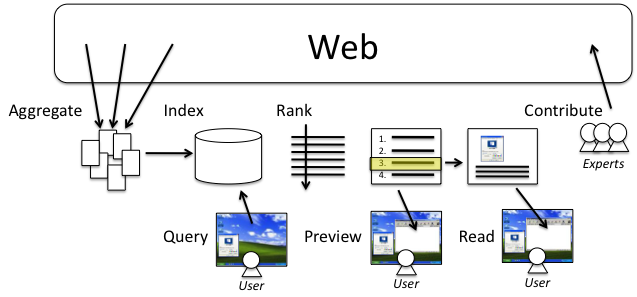 Web
Aggregate
Index
Rank
Contribute
1.
2.
3.
4.
Experts
Query
Preview
Read
User
User
User